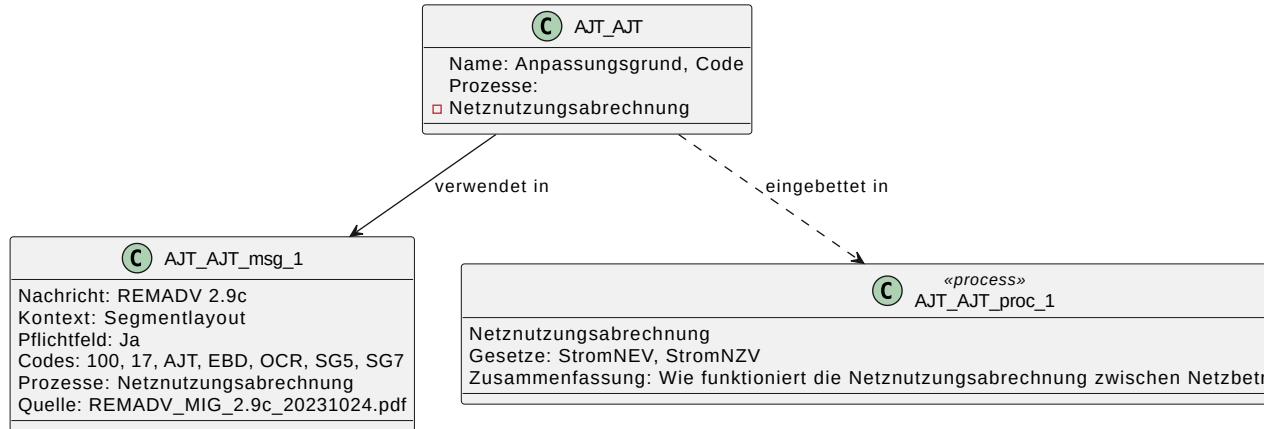 C AJT_AJT
Name: Anpassungsgrund, Code
Prozesse:
Netznutzungsabrechnung
verwendet in
eingebettet in
C AJT_AJT_msg_1
Nachricht: REMADV 2.9c
Kontext: Segmentlayout
Pflichtfeld: Ja
Codes: 100, 17, AJT, EBD, OCR, SG5, SG7
Prozesse: Netznutzungsabrechnung
Quelle: REMADV_MIG_2.9c_20231024.pdf
C «process»
AJT_AJT_proc_1
Netznutzungsabrechnung
Gesetze: StromNEV, StromNZV
Zusammenfassung: Wie funktioniert die Netznutzungsabrechnung zwischen Netzbetr